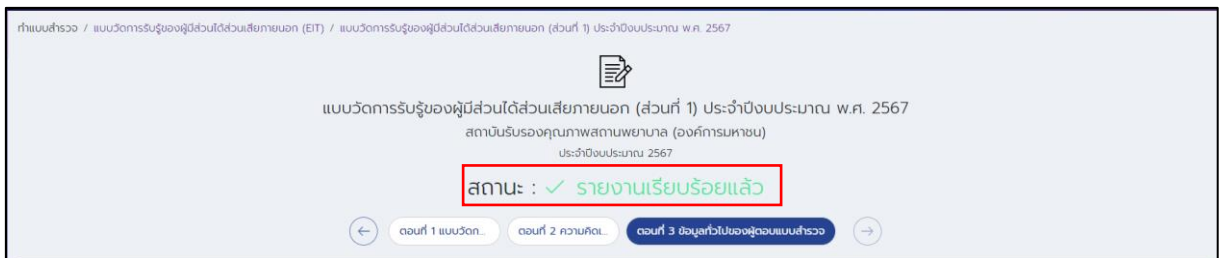 ทำแบบสำรวจ / แบบวัดการรับรู้ของผู้มีส่วนได้ส่วนเสียภายนอก (EIT) / แบบวัดการรับรู้ของผู้มีส่วนได้ส่วนเสียภายนอก (ส่วนที่ 1) ประจำปีงบประมาณ พ.ศ. 2567
แบบวัดการรับรู้ของผู้มีส่วนได้ส่วนเสียภายนอก (ส่วนที่ 1) ประจำปีงบประมาณ พ.ศ. 2567
สถาบันรับรองคุณภาพสถานพยาบาล (องค์การมหาชน)
ประจำปีงบประมาณ 2567
สถานะ : ✓ รายงานเรียบร้อยแล้ว
← ตอนที่ 1 แบบวัดก... ตอนที่ 2 ความคิดเ... ตอนที่ 3 ข้อมูลทั่วไปของผู้ตอบแบบสำรวจ →